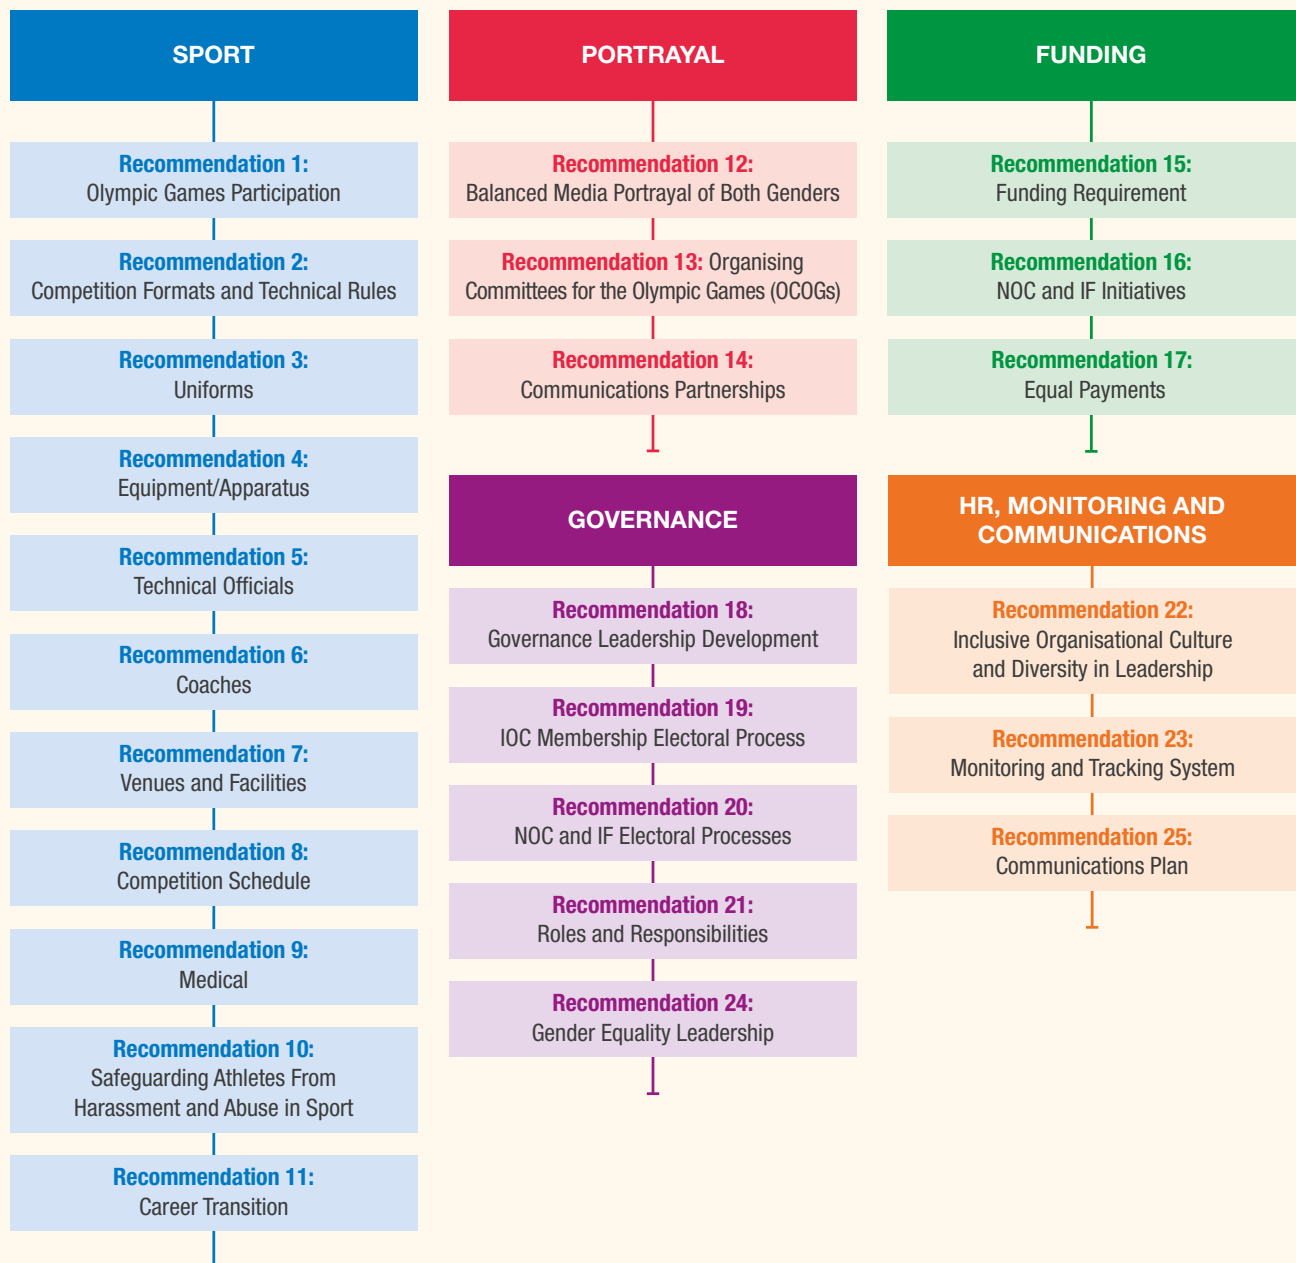 SPORT
Recommendation 1:
Olympic Games Participation
Recommendation 2:
Competition Formats and Technical Rules
Recommendation 3:
Uniforms
Recommendation 4:
Equipment/Apparatus
Recommendation 5:
Technical Officials
Recommendation 6:
Coaches
Recommendation 7:
Venues and Facilities
Recommendation 8:
Competition Schedule
Recommendation 9:
Medical
Recommendation 10:
Safeguarding Athletes From
Harassment and Abuse in Sport
Recommendation 11:
Career Transition
PORTRAYAL
Recommendation 12:
Balanced Media Portrayal of Both Genders
Recommendation 13: Organising
Committees for the Olympic Games (OCOGs)
Recommendation 14:
Communications Partnerships
GOVERNANCE
Recommendation 18:
Governance Leadership Development
Recommendation 19:
IOC Membership Electoral Process
Recommendation 20:
NOC and IF Electoral Processes
Recommendation 21:
Roles and Responsibilities
Recommendation 24:
Gender Equality Leadership
FUNDING
Recommendation 15:
Funding Requirement
Recommendation 16:
NOC and IF Initiatives
Recommendation 17:
Equal Payments
HR, MONITORING AND
COMMUNICATIONS
Recommendation 22:
Inclusive Organisational Culture
and Diversity in Leadership
Recommendation 23:
Monitoring and Tracking System
Recommendation 25:
Communications Plan